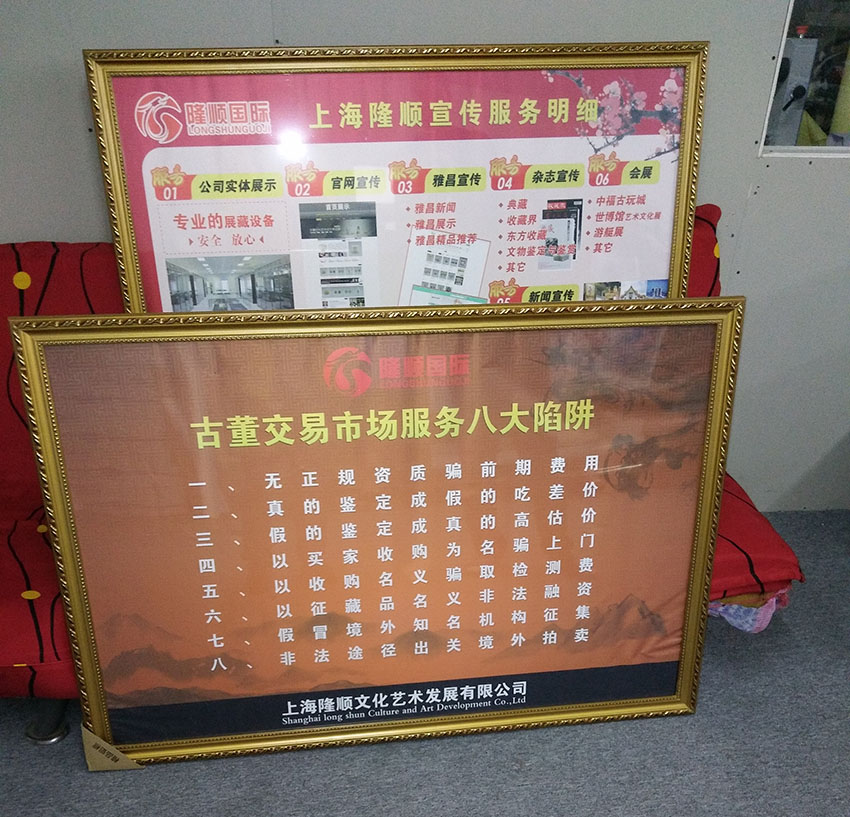 隆顺国际
LONGSHUNGUOJI
上海隆顺宣传服务明细
服务 01 公司实体展示
专业的展藏设备
安全 放心
服务 02 官网宣传
首页展示
服务 03 雅昌宣传
• 雅昌新闻
• 雅昌展示
• 雅昌精品推荐
服务 04 杂志宣传
• 典藏
• 收藏界
• 东方收藏
• 文物鉴定与鉴赏
• 其它
服务 05 新闻宣传
服务 06 会展
• 中福古玩城
• 世博馆艺术文化展
• 游艇展
• 其它
隆顺国际
LONGSHUNGUOJI
古董交易市场服务八大陷阱
一、无正规资质骗前期费用
二、真的鉴定成假的吃差价
三、假的鉴定成真的高估价
四、以买家收购为名骗上门
五、以收购名义骗取检测费
六、以征藏品名义非法融资
七、假冒境外知名机构征集
八、非法途径出关境外拍卖
上海隆顺文化艺术发展有限公司
Shanghai long shun Culture and Art Development Co.,Ltd